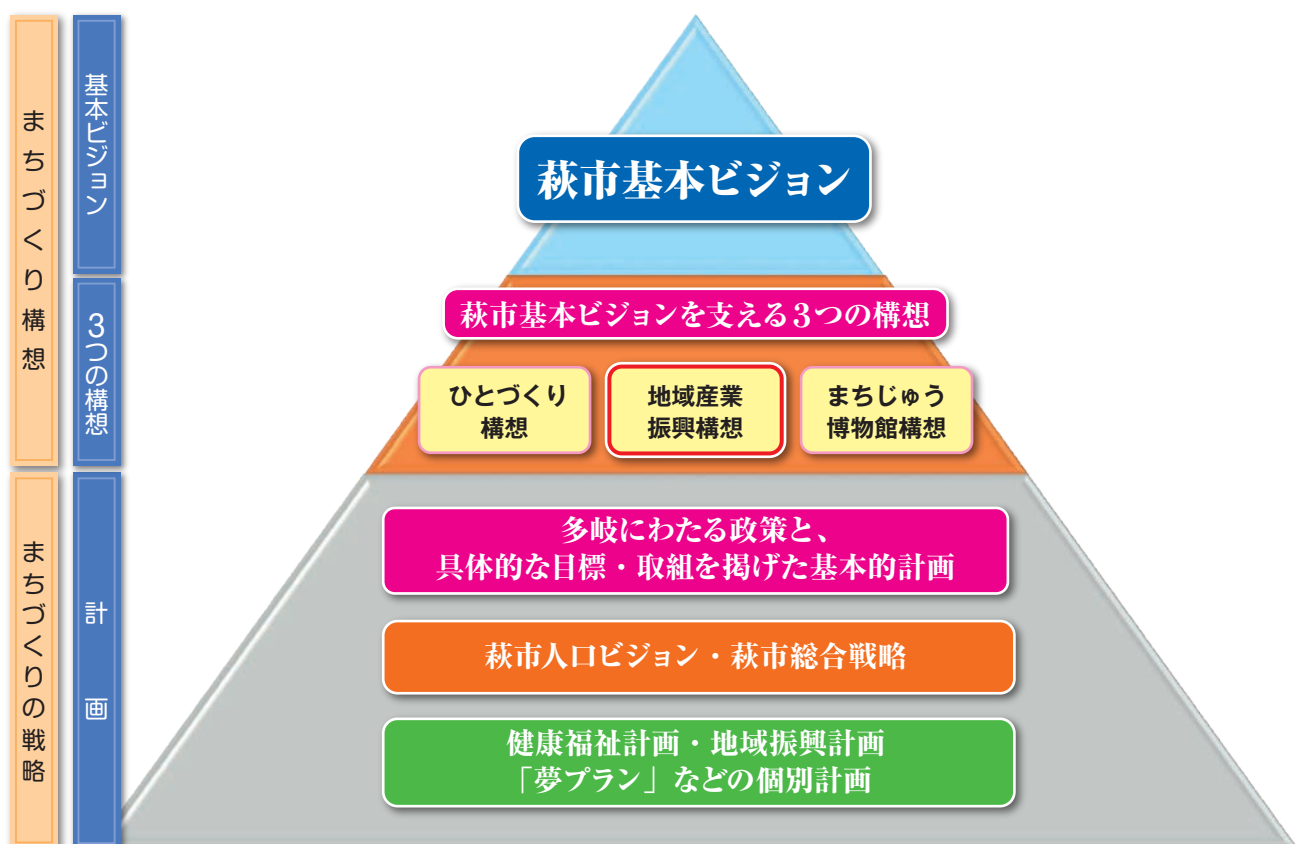 まちづくり構想
基本ビジョン
萩市基本ビジョン
3つの構想
萩市基本ビジョンを支える3つの構想
ひとづくり
構想
地域産業
振興構想
まちじゅう
博物館構想
まちづくりの戦略
計画
多岐にわたる政策と、
具体的な目標・取組を掲げた基本的計画
萩市人口ビジョン・萩市総合戦略
健康福祉計画・地域振興計画
「夢プラン」などの個別計画